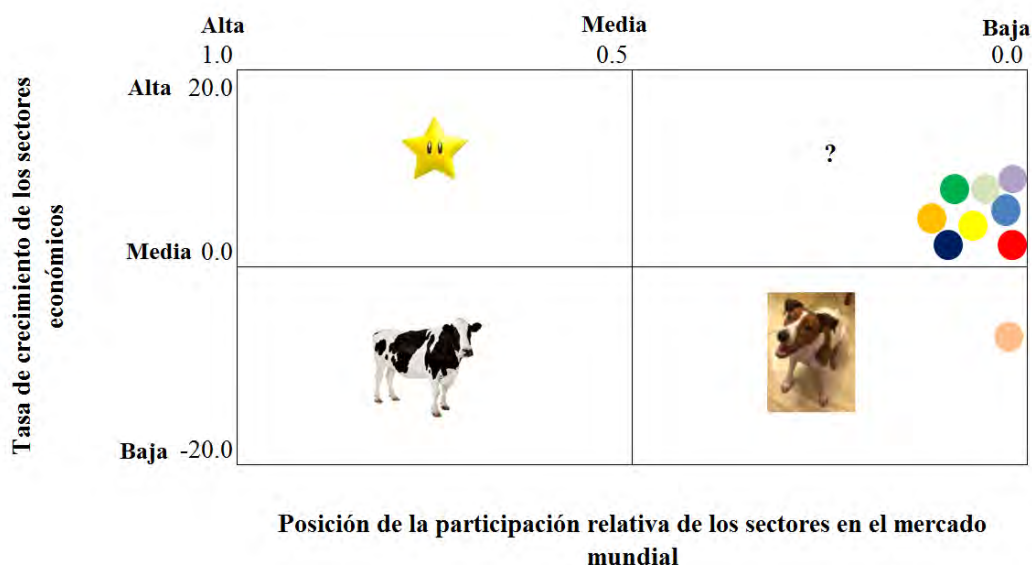 Alta Media Baja
1.0 0.5 0.0
Tasa de crecimiento de los sectores
económicos
Alta 20.0
?
Media 0.0
Baja -20.0
Posición de la participación relativa de los sectores en el mercado
mundial